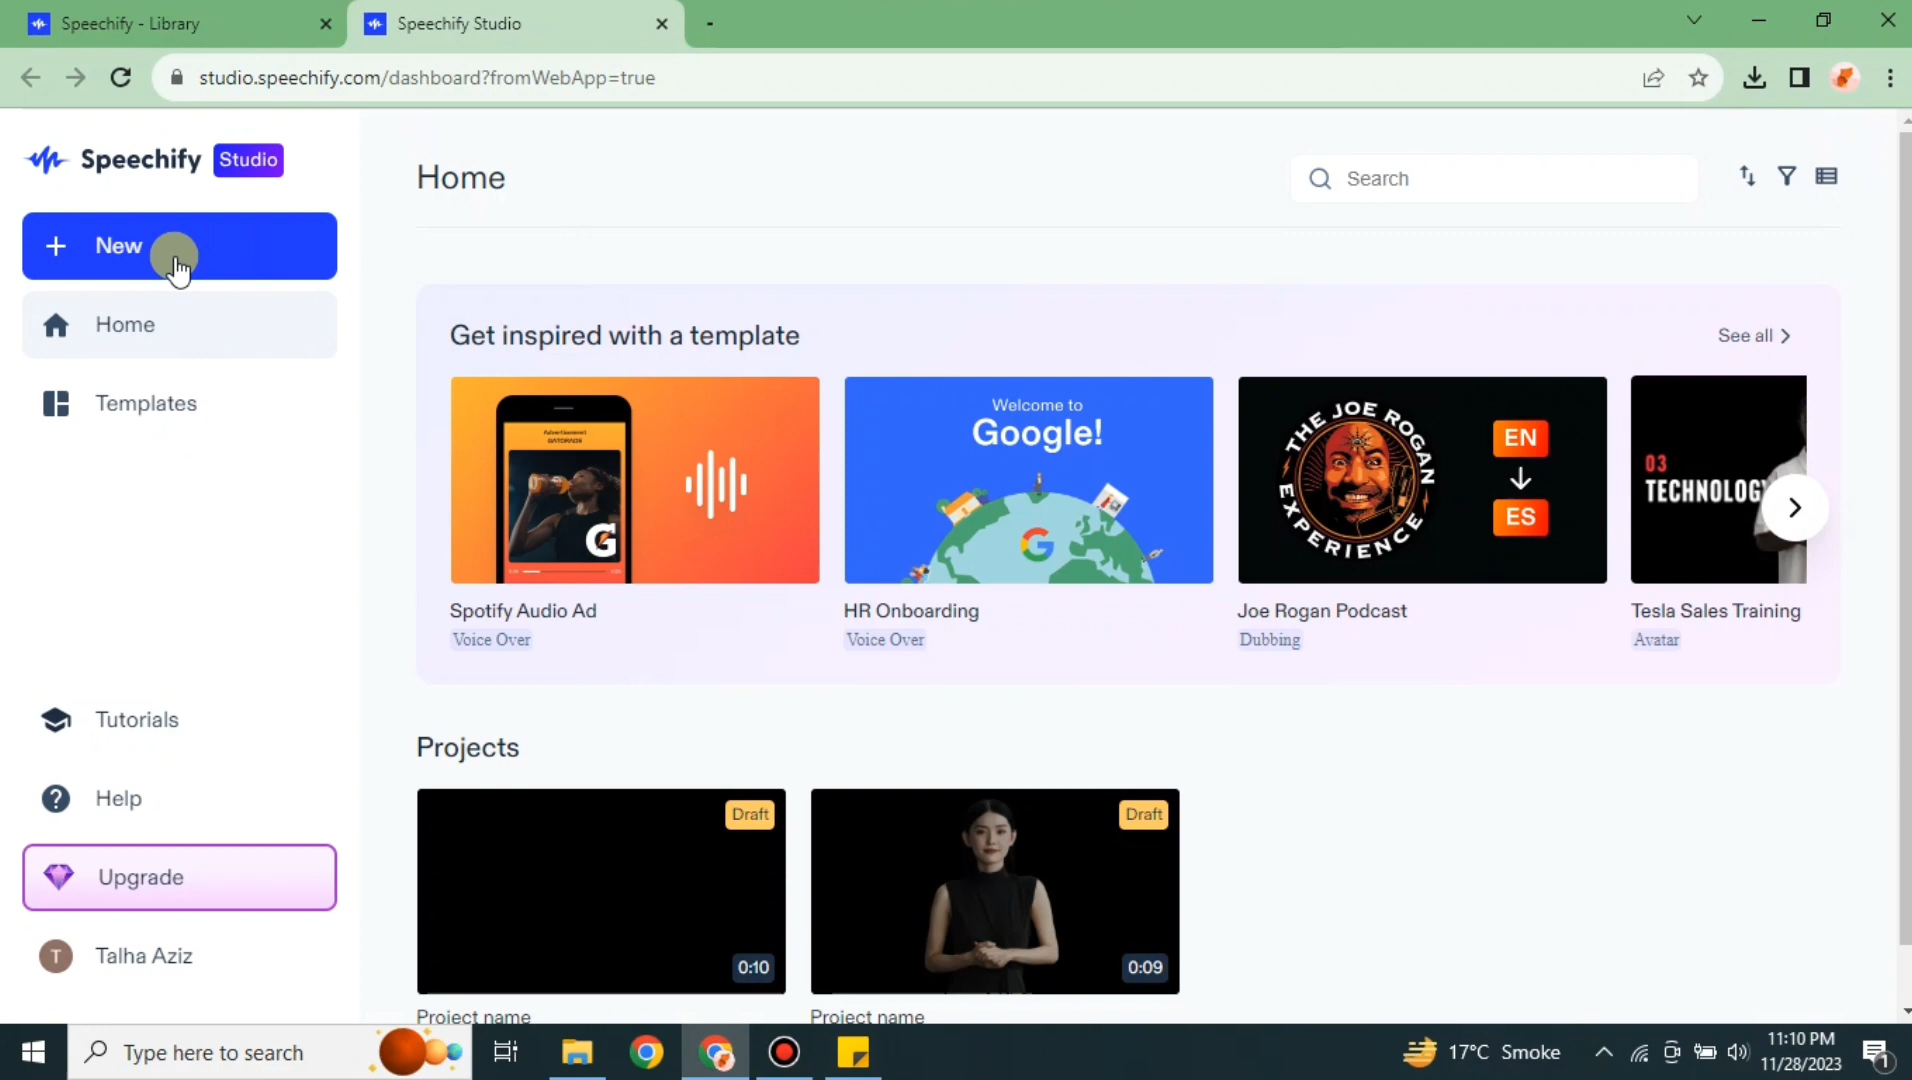 Speechify - Library
Speechify Studio
studio.speechify.com/dashboard?fromWebApp=true
Speechify Studio
New
Home
Templates
Tutorials
Help
Upgrade
T Talha Aziz
Home
Search
Get inspired with a template
See all
Advertisement
GATORADE
G
Welcome to
Google!
G
THE JOE ROGAN EXPERIENCE
EN
ES
03
TECHNOLOG
Spotify Audio Ad
Voice Over
HR Onboarding
Voice Over
Joe Rogan Podcast
Dubbing
Tesla Sales Training
Avatar
Projects
Draft
0:10
Project name
Draft
0:09
Project name
Type here to search
17°C Smoke
11:10 PM
11/28/2023
1